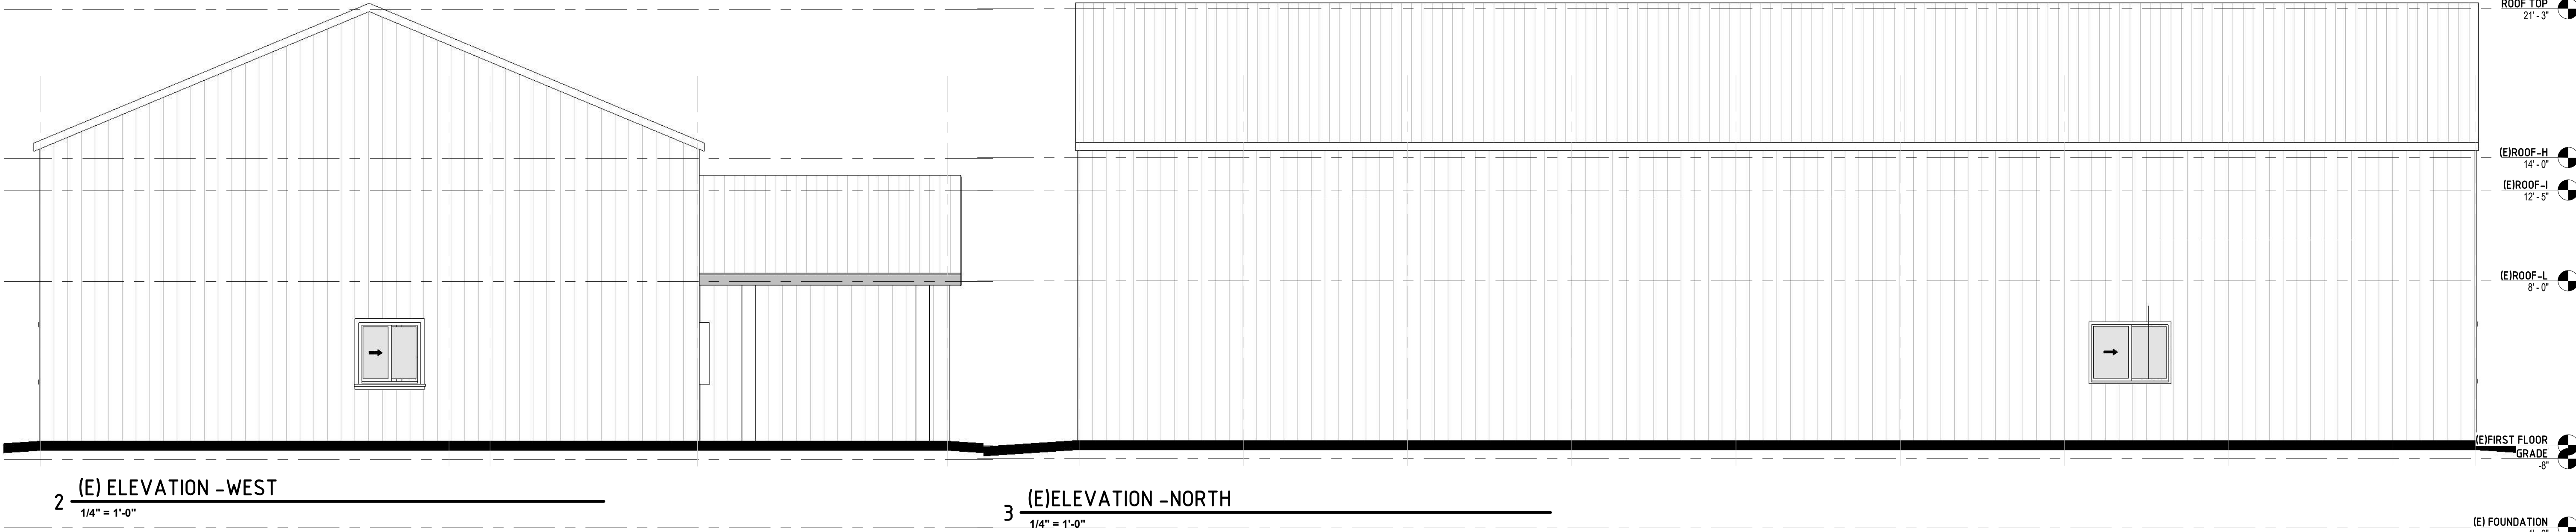 ROOF TOP
21' - 3"
(E)ROOF-H
14' - 0"
(E)ROOF-I
12' - 5"
(E)ROOF-L
8' - 0"
(E)FIRST FLOOR
GRADE
-8"
2 (E) ELEVATION -WEST
1/4" = 1'-0"
3 (E)ELEVATION -NORTH
1/4" = 1'-0"
(E) FOUNDATION